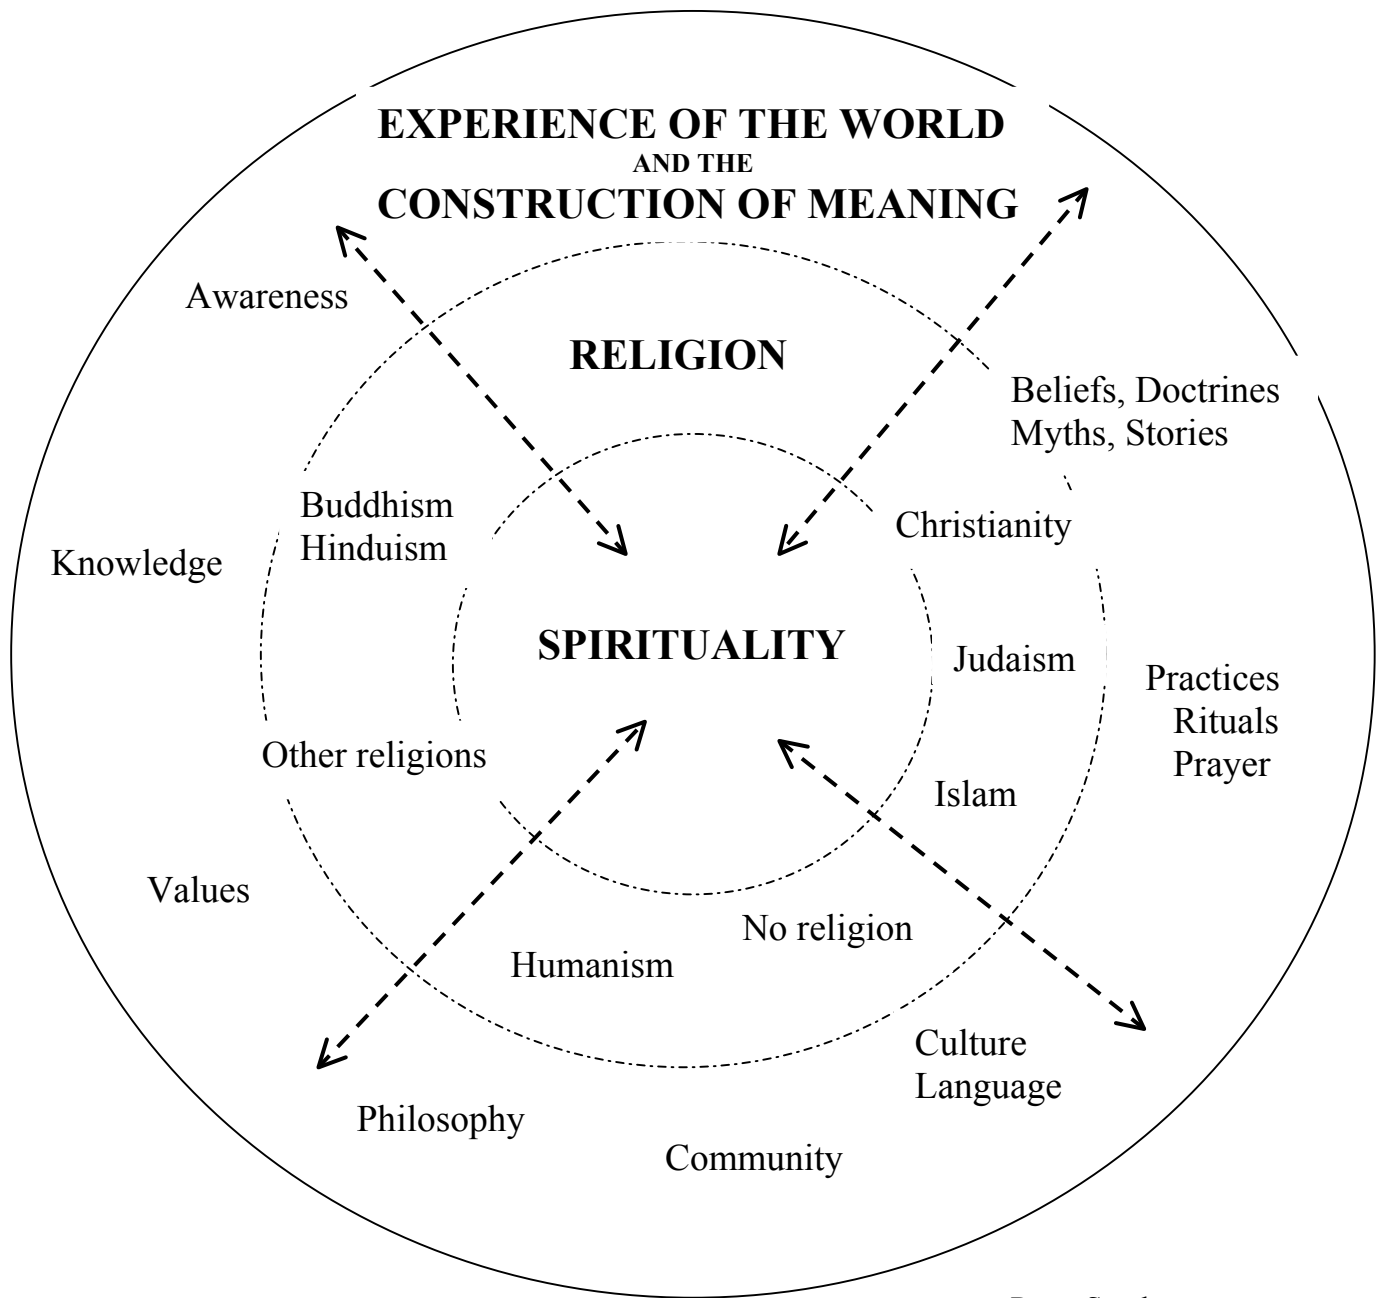 EXPERIENCE OF THE WORLD
AND THE
CONSTRUCTION OF MEANING
Awareness
RELIGION
Beliefs, Doctrines
Myths, Stories
Buddhism
Hinduism
Christianity
Knowledge
SPIRITUALITY
Judaism
Practices
Rituals
Prayer
Other religions
Islam
Values
No religion
Humanism
Culture
Language
Philosophy
Community